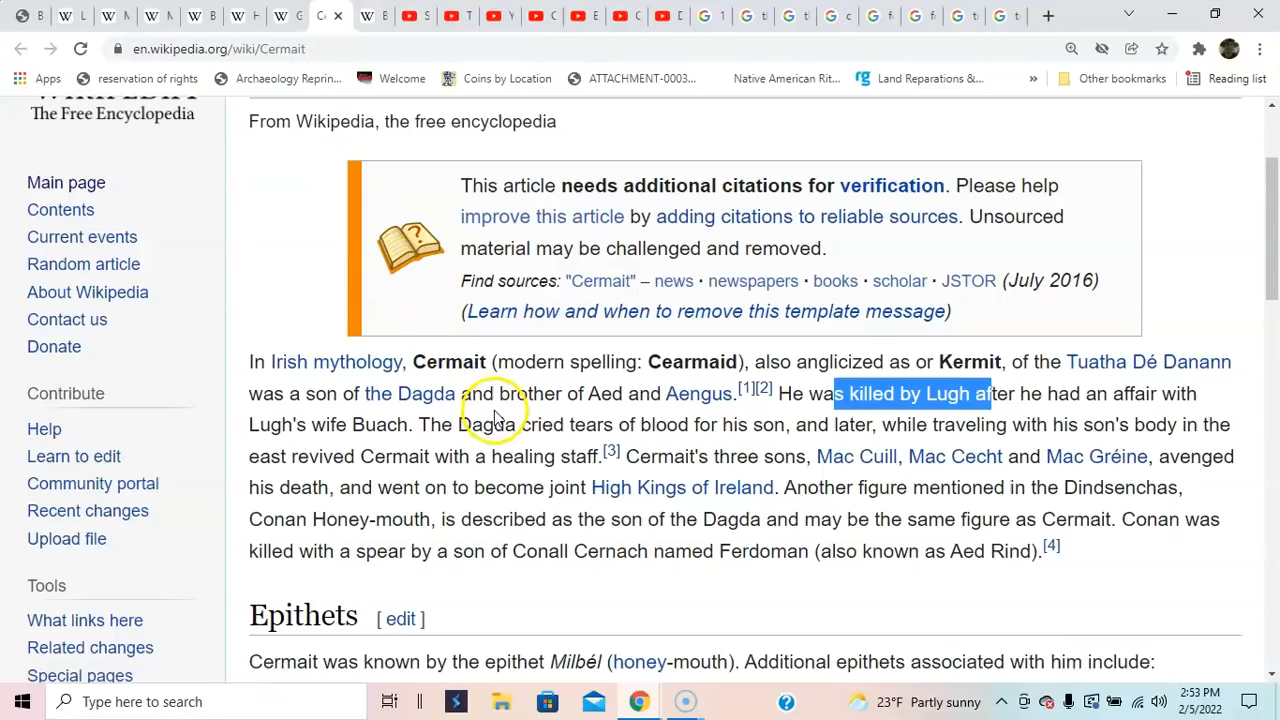 L
M
B
H
G
Ce
B
S
T
Y
C
E
C
D
T
tl
tl
c
fe
fe
t
te
en.wikipedia.org/wiki/Cermait
Apps reservation of rights Archaeology Reprin... Welcome Coins by Location ATTACHMENT-0003... Native American Rit... Land Reparations &... » Other bookmarks Reading list
The Free Encyclopedia
Main page
Contents
Current events
Random article
About Wikipedia
Contact us
Donate
Contribute
Help
Learn to edit
Community portal
Recent changes
Upload file
Tools
What links here
Related changes
Special pages
From Wikipedia, the free encyclopedia
This article needs additional citations for verification. Please help
improve this article by adding citations to reliable sources. Unsourced
material may be challenged and removed.
Find sources: "Cermait" – news · newspapers · books · scholar · JSTOR (July 2016)
(Learn how and when to remove this template message)
In Irish mythology, Cermait (modern spelling: Cearmaid), also anglicized as or Kermit, of the Tuatha Dé Danann
was a son of the Dagda and brother of Aed and Aengus.[1][2] He was killed by Lugh after he had an affair with
Lugh's wife Buach. The Dagda cried tears of blood for his son, and later, while traveling with his son's body in the
east revived Cermait with a healing staff.[3] Cermait's three sons, Mac Cuill, Mac Cecht and Mac Gréine, avenged
his death, and went on to become joint High Kings of Ireland. Another figure mentioned in the Dindsenchas,
Conan Honey-mouth, is described as the son of the Dagda and may be the same figure as Cermait. Conan was
killed with a spear by a son of Conall Cernach named Ferdoman (also known as Aed Rind).[4]
Epithets [ edit ]
Cermait was known by the epithet Milbél (honey-mouth). Additional epithets associated with him include:
Type here to search
23°F Partly sunny
2:53 PM
2/5/2022